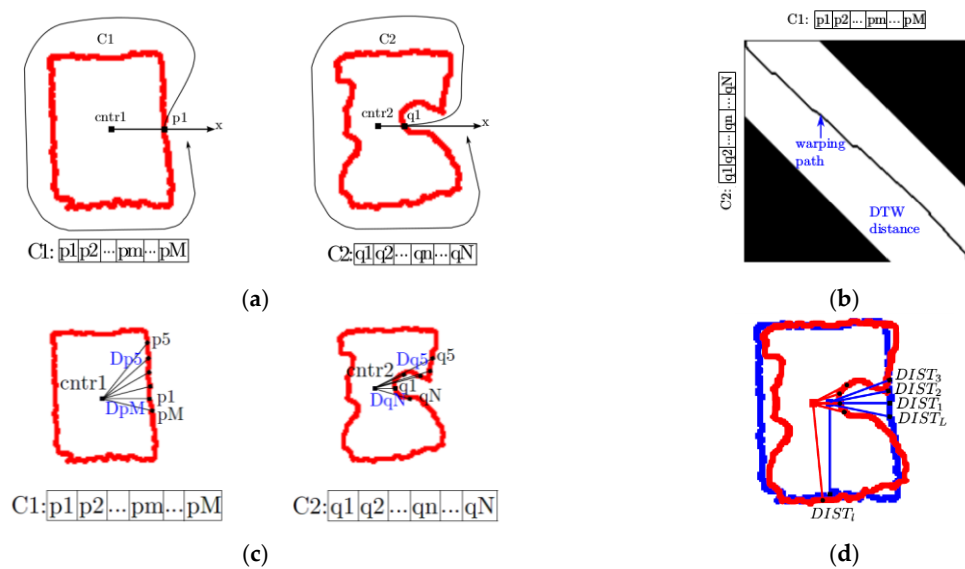 C1
cntr1
p1
x
C1: p1 p2 ... pm ... pM
C2
cntr2
q1
x
C2: q1 q2 ... qn ... qN
(a)
C1: p1 p2 ... pm ... pM
C2: q1 q2 ... qn ... qN
warping
path
DTW
distance
(b)
p5
Dp5
cntr1
DpM
p1
pM
C1: p1 p2 ... pm ... pM
q5
Dq5
cntr2
q1
DqN
qN
C2: q1 q2 ... qn ... qN
(c)
DIST3
DIST2
DIST1
DISTL
DISTi
(d)